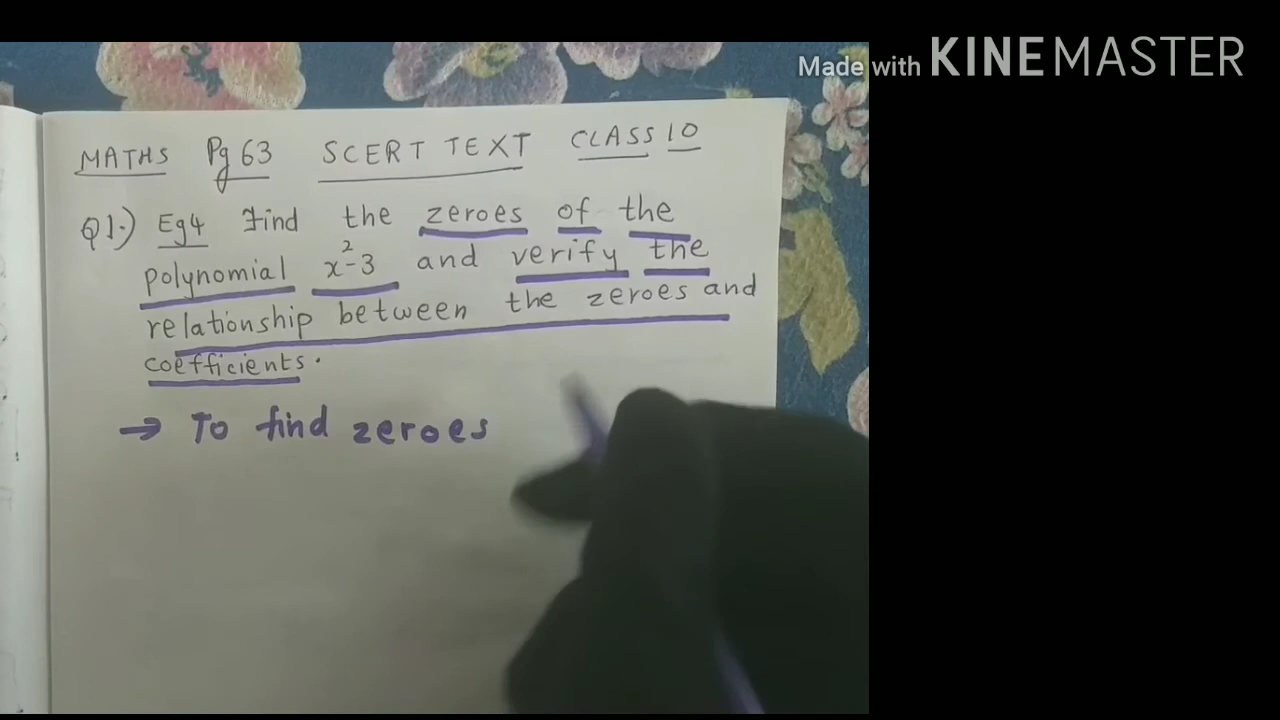 Made with KINEMASTER
MATHS Pg 63 SCERT TEXT CLASS 10
Q1.) Eg4 Find the zeroes of the
polynomial x²-3 and verify the
relationship between the zeroes and
coefficients.
→ To find zeroes